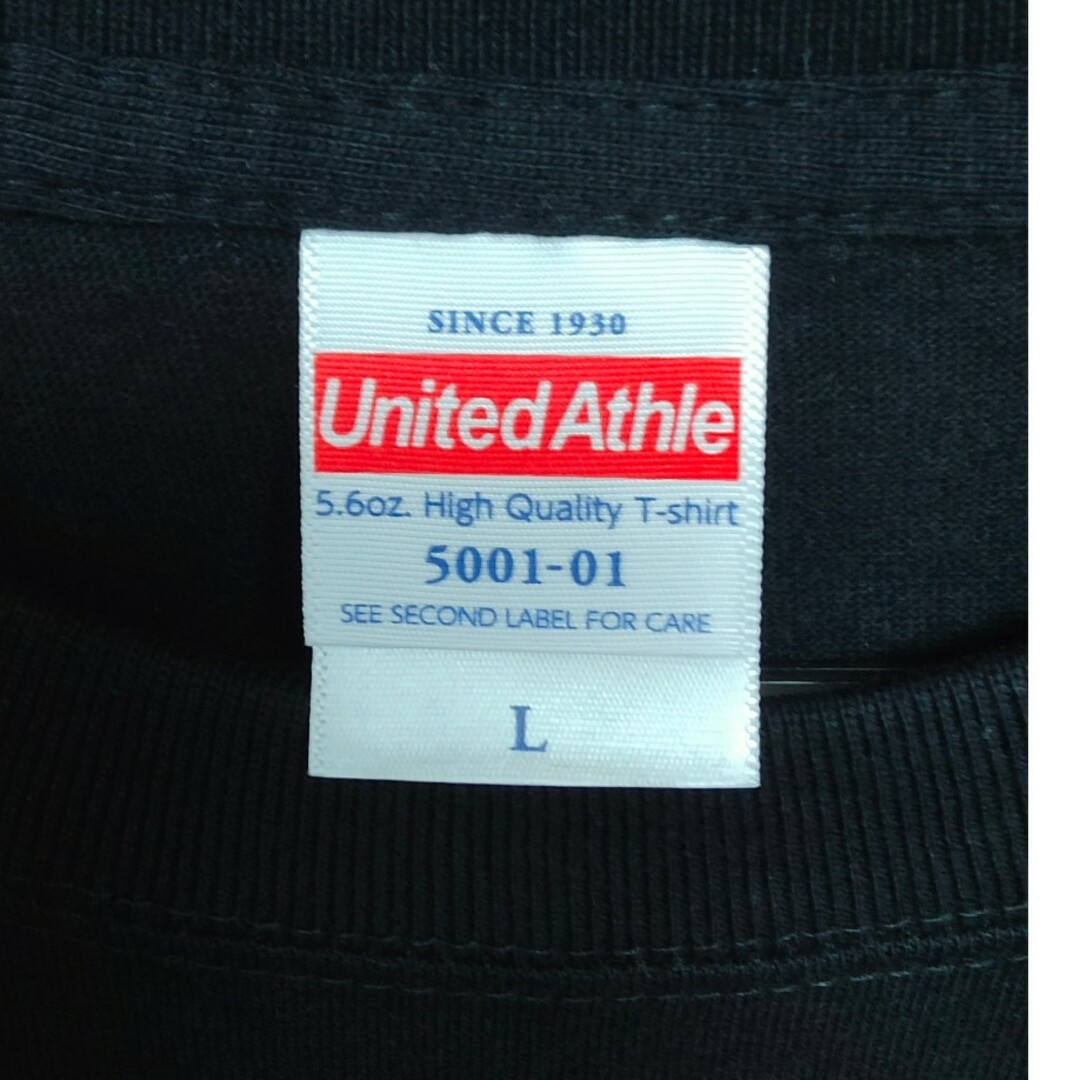 SINCE 1930
United Athle
5.6oz. High Quality T-shirt
5001-01
SEE SECOND LABEL FOR CARE
L